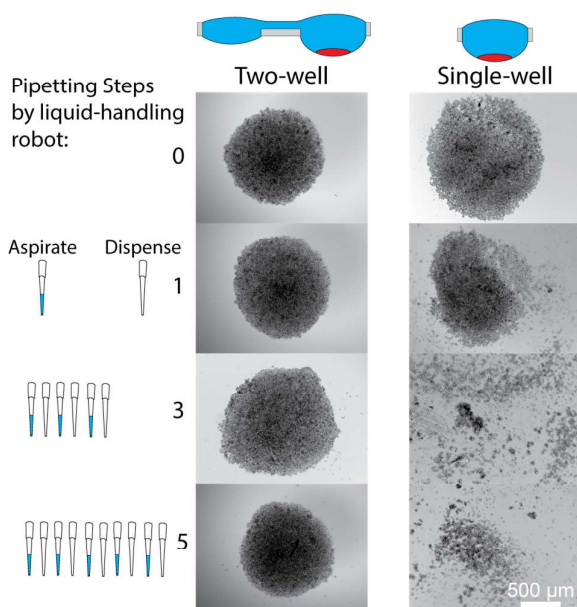 Two-well
Single-well
Pipetting Steps
by liquid-handling
robot:
0
Aspirate
Dispense
1
3
5
500 µm